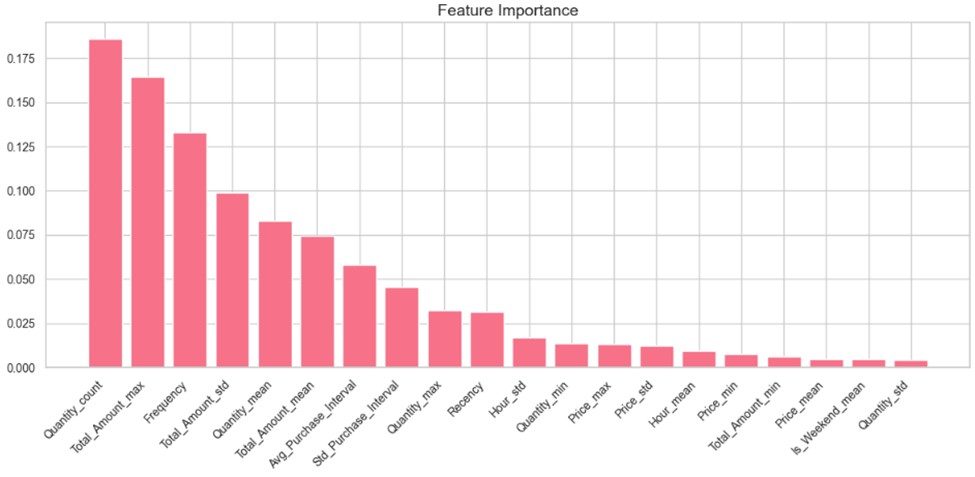 Feature Importance
0.175
0.150
0.125
0.100
0.075
0.050
0.025
0.000
Quantity_count
Total_Amount_max
Frequency
Total_Amount_std
Quantity_mean
Total_Amount_mean
Avg_Purchase_Interval
Std_Purchase_Interval
Quantity_max
Recency
Hour_std
Quantity_min
Price_max
Price_std
Hour_mean
Price_min
Total_Amount_min
Price_mean
Is_Weekend_mean
Quantity_std